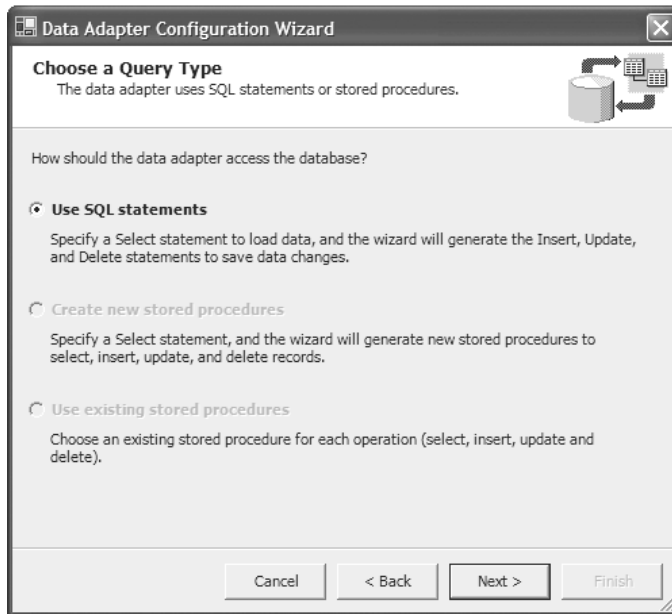 Data Adapter Configuration Wizard
Choose a Query Type
The data adapter uses SQL statements or stored procedures.
How should the data adapter access the database?
Use SQL statements
Specify a Select statement to load data, and the wizard will generate the Insert, Update,
and Delete statements to save data changes.
Create new stored procedures
Specify a Select statement, and the wizard will generate new stored procedures to
select, insert, update, and delete records.
Use existing stored procedures
Choose an existing stored procedure for each operation (select, insert, update and
delete).
Cancel < Back Next > Finish